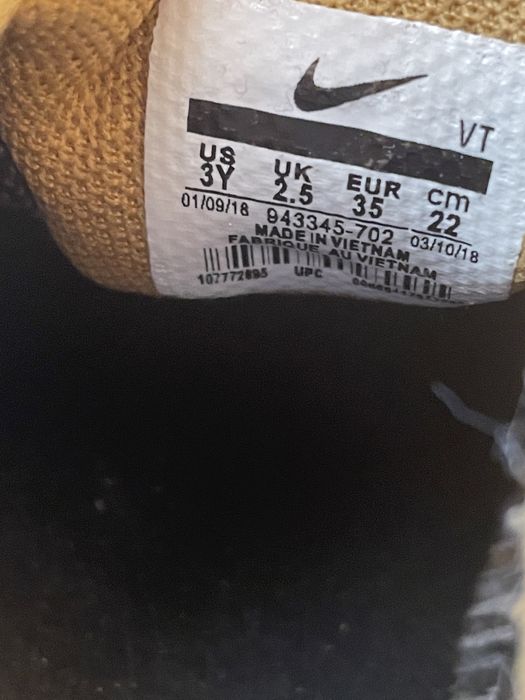 VT
US UK EUR cm
3Y 2.5 35 22
01/09/18 943345-702 03/10/18
MADE IN VIETNAM
FABRIQUE AU VIETNAM
UPC